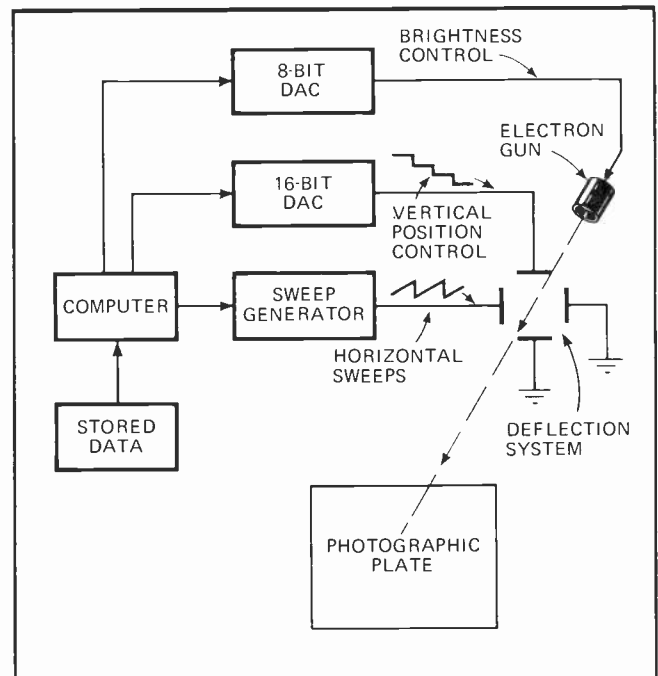 BRIGHTNESS
CONTROL
8-BIT
DAC
ELECTRON
GUN
16-BIT
DAC
VERTICAL
POSITION
CONTROL
COMPUTER
SWEEP
GENERATOR
HORIZONTAL
SWEEPS
STORED
DATA
DEFLECTION
SYSTEM
PHOTOGRAPHIC
PLATE